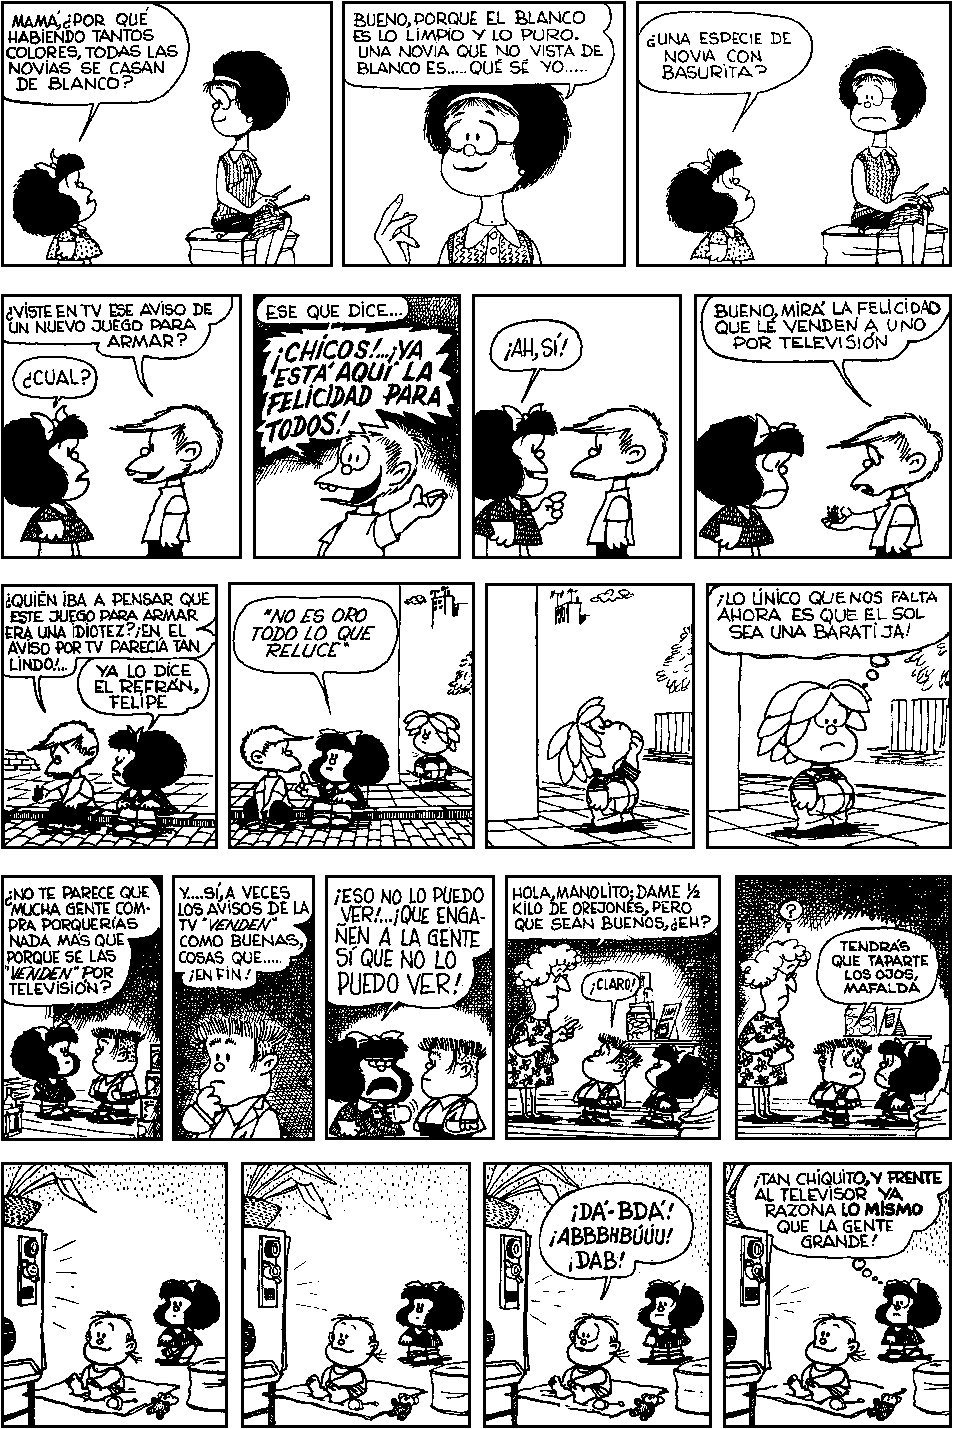 MAMÁ, ¿POR QUÉ
HABIENDO TANTOS
COLORES, TODAS LAS
NOVIAS SE CASAN
DE BLANCO?
BUENO, PORQUE EL BLANCO
ES LO LIMPIO Y LO PURO.
UNA NOVIA QUE NO VISTA DE
BLANCO ES..... QUÉ SÉ YO.....
¿UNA ESPECIE DE
NOVIA CON
BASURITA?
¿VISTE EN TV ESE AVISO DE
UN NUEVO JUEGO PARA
ARMAR?
¿CUAL?
ESE QUE DICE...
¡CHICOS!...¡YA
ESTÁ AQUÍ LA
FELICIDAD PARA
TODOS!
¡AH, SÍ!
BUENO, MIRÁ LA FELICIDAD
QUE LE VENDEN A UNO
POR TELEVISIÓN
¿QUIÉN IBA A PENSAR QUE
ESTE JUEGO PARA ARMAR
ERA UNA IDIOTEZ? ¡EN EL
AVISO POR TV PARECÍA TAN
LINDO!...
YA LO DICE
EL REFRÁN,
FELIPE
"NO ES ORO
TODO LO QUE
RELUCE"
¡LO ÚNICO QUE NOS FALTA
AHORA ES QUE EL SOL
SEA UNA BARATIJA!
¿NO TE PARECE QUE
MUCHA GENTE COM-
PRA PORQUERÍAS
NADA MÁS QUE
PORQUE SE LAS
"VENDEN" POR
TELEVISIÓN?
Y.... SÍ, A VECES
LOS AVISOS DE LA
TV "VENDEN"
COMO BUENAS,
COSAS QUE.....
¡EN FIN!
¡ESO NO LO PUEDO
VER!...¡QUE ENGA-
ÑEN A LA GENTE
SÍ QUE NO LO
PUEDO VER!
HOLA, MANOLITO; DAME ½
KILO DE OREJONES, PERO
QUE SEAN BUENOS, ¿EH?
¡CLARO!
?
TENDRÁS
QUE TAPARTE
LOS OJOS,
MAFALDA
¡DÁ-BDÁ!
¡ABBBHBÚÚU!
¡DAB!
¡TAN CHIQUITO, Y FRENTE
AL TELEVISOR YA
RAZONA LO MISMO
QUE LA GENTE
GRANDE!